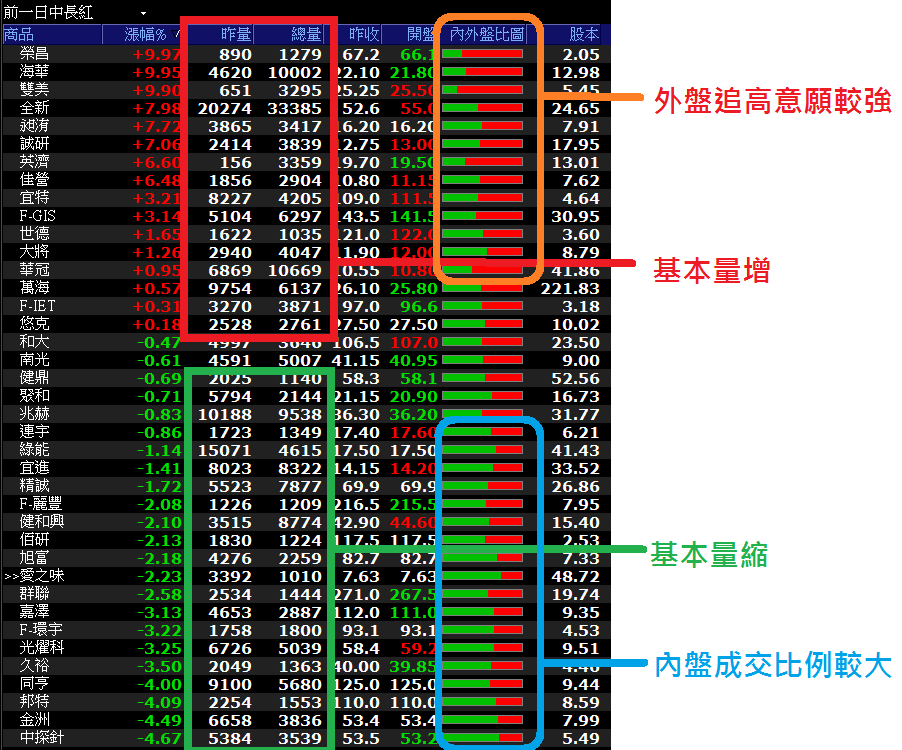 前一日中長紅
商品 漲幅% 昨量 總量 昨收 開盤 內外盤比圖 股本
榮昌 +9.97 890 1279 67.2 66.1 2.05
海華 +9.95 4620 10002 22.10 21.80 12.98
雙美 +9.90 651 3295 25.25 25.50 5.45
全新 +7.98 20274 33385 52.6 55.0 24.65
昶洧 +7.72 3865 3417 16.20 16.20 7.91
誠研 +7.06 2414 3839 12.75 13.00 17.95
英濟 +6.60 156 3359 19.70 19.50 13.01
佳營 +6.48 1856 2904 10.80 11.15 7.62
宜特 +3.21 8227 4205 109.0 111.5 4.64
F-GIS +3.14 5104 6297 143.5 141.5 30.95
世德 +1.65 1622 1035 121.0 122.0 3.60
大將 +1.26 2940 4047 11.90 12.00 8.79
華冠 +0.95 6869 10669 10.55 10.80 41.86
萬海 +0.57 9754 6137 26.10 25.80 221.83
F-IET +0.31 3270 3871 97.0 96.6 3.18
悠克 +0.18 2528 2761 27.50 27.50 10.02
和大 -0.47 4997 3046 106.5 107.0 23.50
南光 -0.61 4591 5007 41.15 40.95 9.00
健鼎 -0.69 2025 1140 58.3 58.1 52.56
聚和 -0.71 5794 2144 21.15 20.90 16.73
兆赫 -0.83 10188 9538 36.30 36.20 31.77
連宇 -0.86 1723 1349 17.40 17.60 6.21
綠能 -1.14 15071 4615 17.50 17.50 41.43
宜進 -1.41 8023 8322 14.15 14.20 33.52
精誠 -1.72 5523 7877 69.9 69.9 26.86
F-麗豐 -2.08 1226 1209 216.5 215.5 7.95
健和興 -2.10 3515 8774 42.90 44.60 15.40
佰研 -2.13 1830 1224 117.5 117.5 2.53
旭富 -2.18 4276 2259 82.7 82.7 7.33
>>愛之味 -2.23 3392 1010 7.63 7.63 48.72
群聯 -2.58 2534 1444 271.0 267.5 19.74
嘉澤 -3.13 4653 2887 112.0 111.0 9.35
F-環宇 -3.22 1758 1800 93.1 93.1 4.53
光燿科 -3.25 6726 5039 58.4 59.2 9.51
久裕 -3.50 2049 1363 40.00 39.85 4.46
同亨 -4.00 9100 5680 125.0 125.0 9.44
邦特 -4.09 2254 1553 110.0 110.0 8.59
金洲 -4.49 6658 3836 53.4 53.4 7.99
中探針 -4.67 5384 3539 53.5 53.2 5.49
外盤追高意願較強
基本量增
基本量縮
內盤成交比例較大